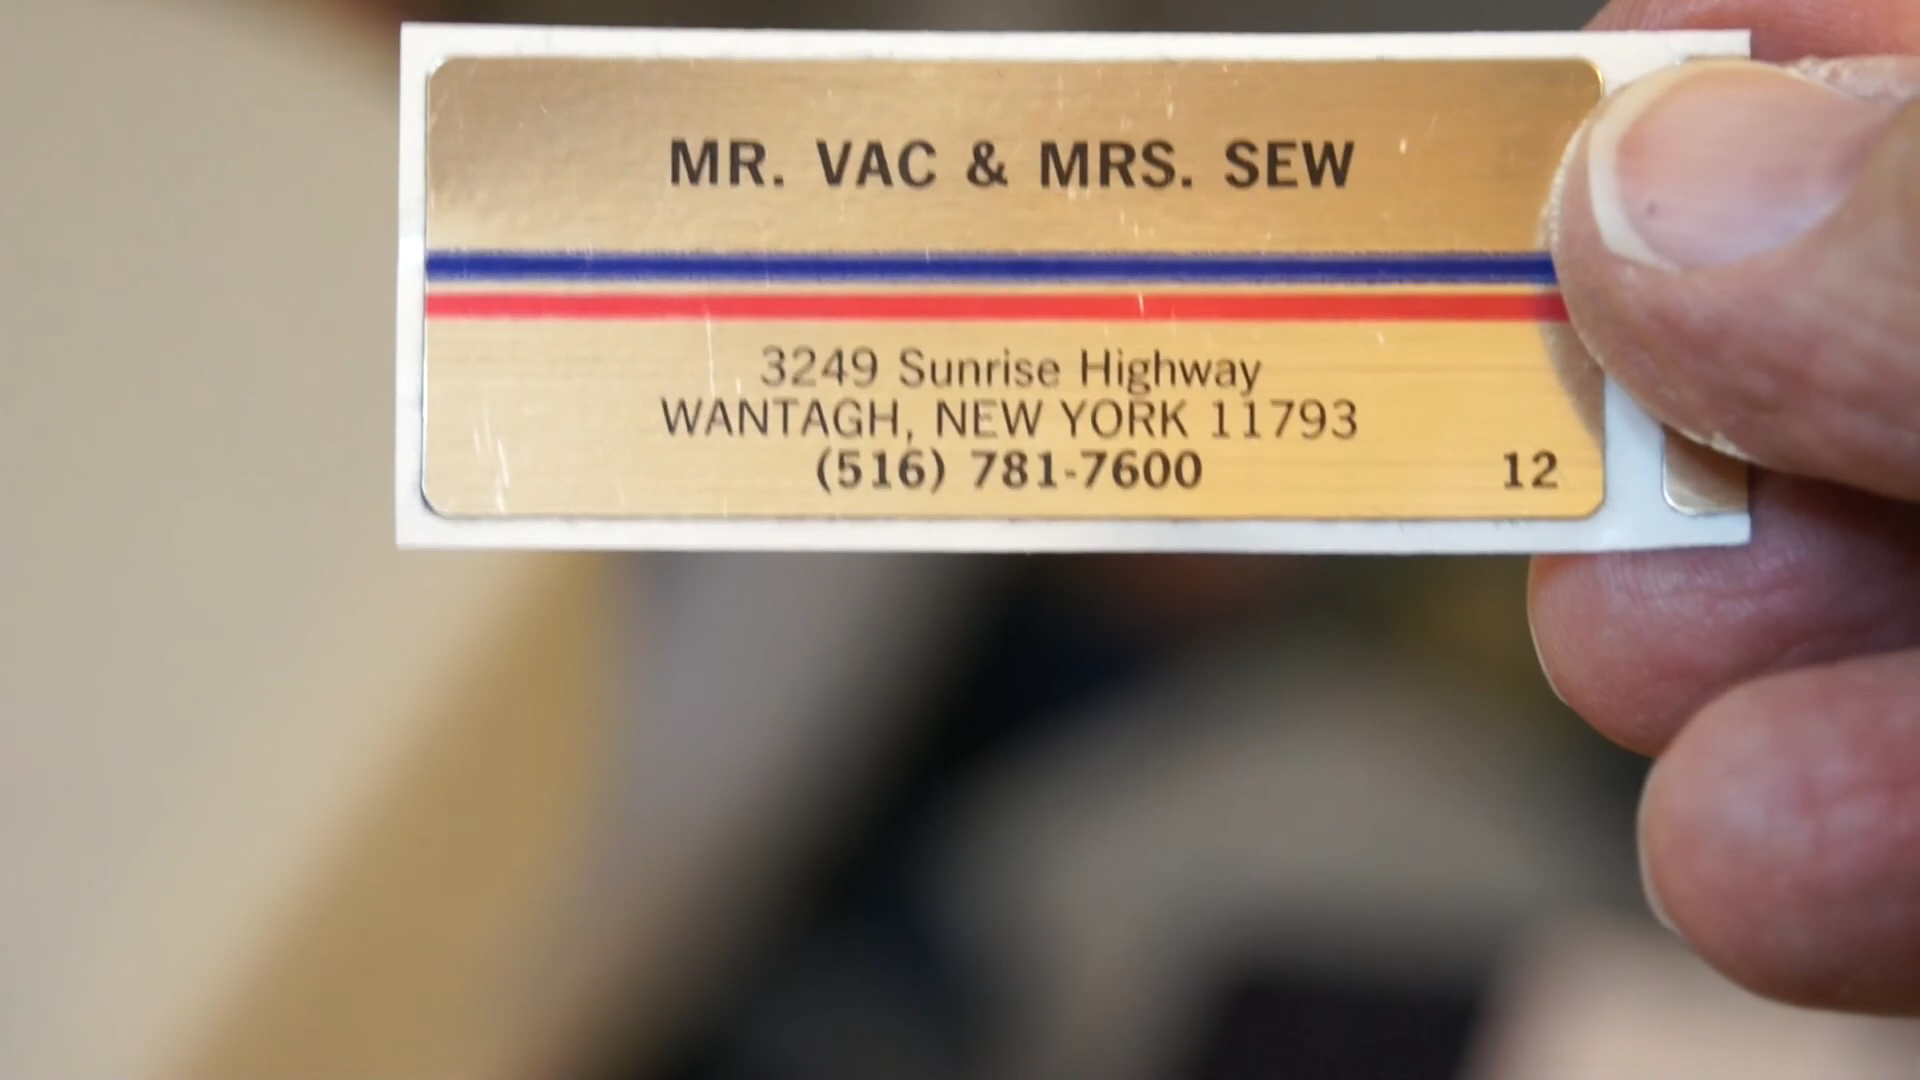 MR. VAC & MRS. SEW
3249 Sunrise Highway
WANTAGH, NEW YORK 11793
(516) 781-7600
12